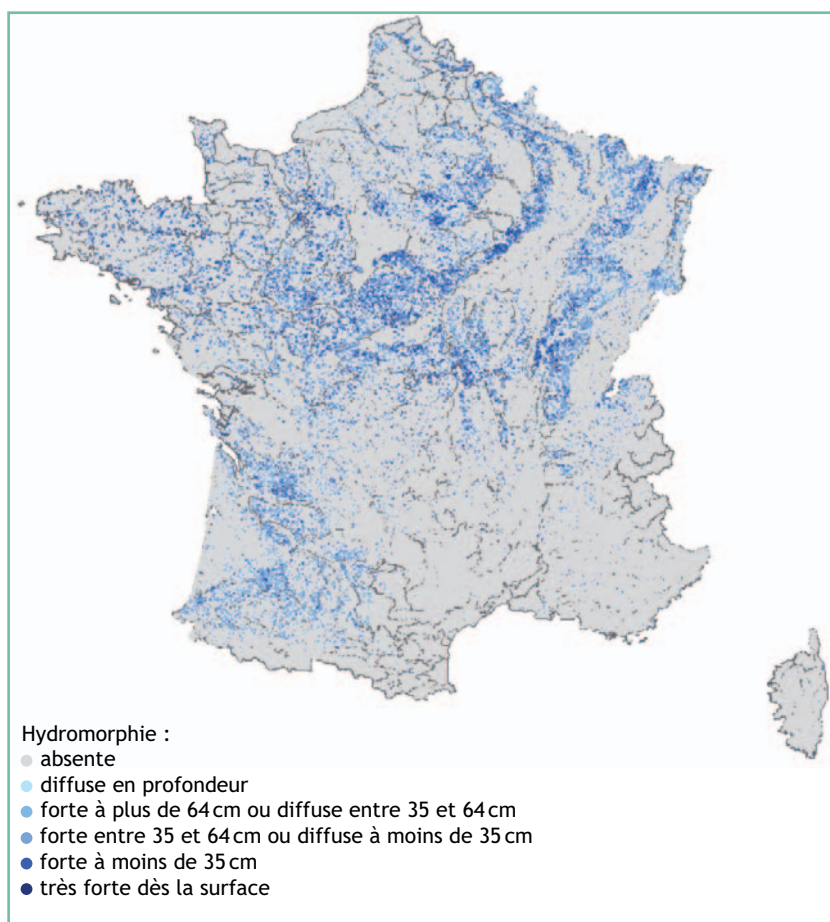 Hydromorphie :
absente
diffuse en profondeur
forte à plus de 64 cm ou diffuse entre 35 et 64 cm
forte entre 35 et 64 cm ou diffuse à moins de 35 cm
forte à moins de 35 cm
très forte dès la surface